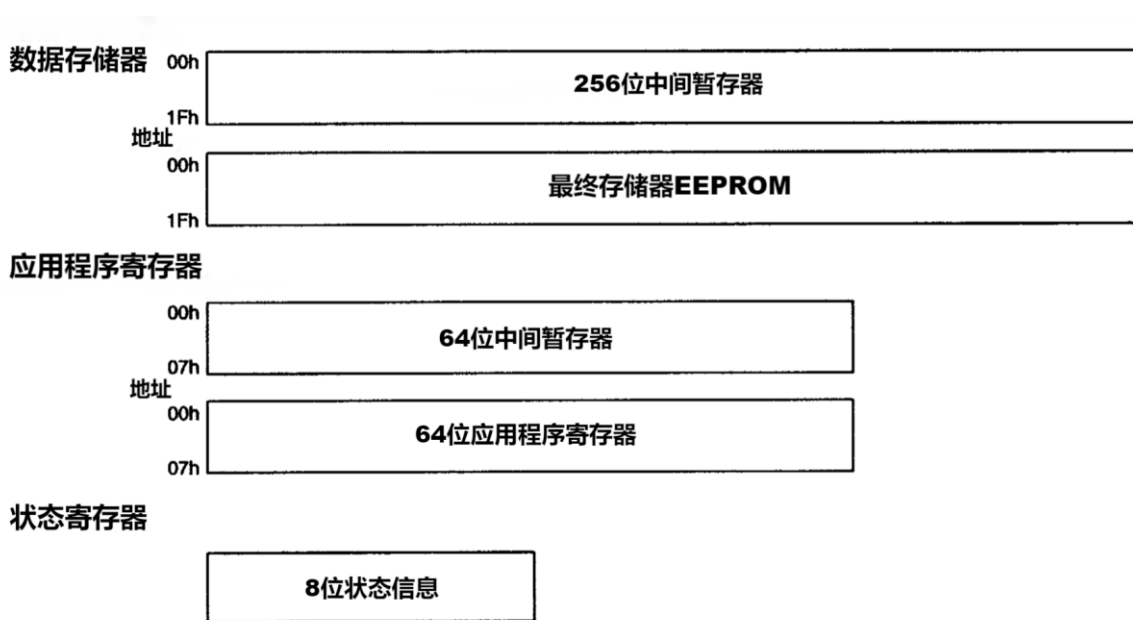 数据存储器 00h
256位中间暂存器
1Fh
地址
00h
最终存储器EEPROM
1Fh
应用程序寄存器
00h
64位中间暂存器
07h
地址
00h
64位应用程序寄存器
07h
状态寄存器
8位状态信息